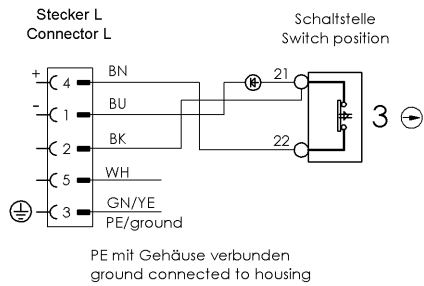 Stecker L
Connector L
Schaltstelle
Switch position
+ 4 BN
21
- 1 BU
3
2 BK
22
5 WH
3 GN/YE
PE/ground
PE mit Gehäuse verbunden
ground connected to housing